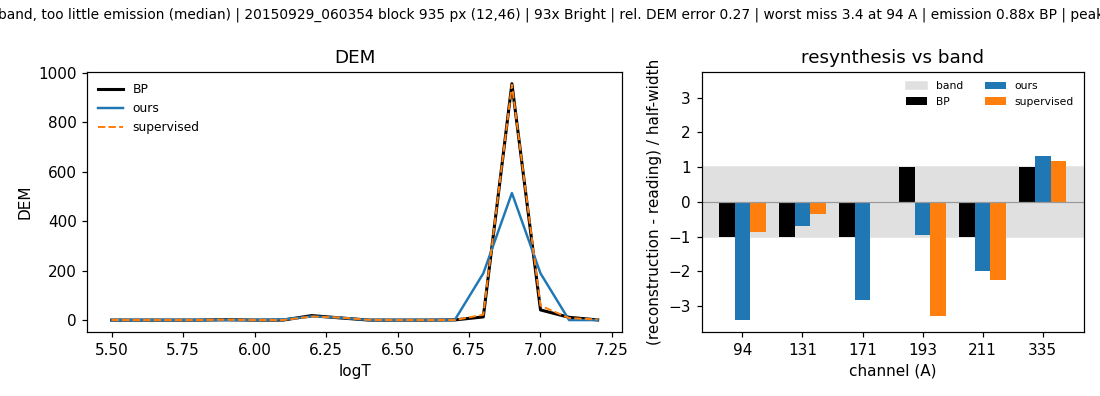 band, too little emission (median) | 20150929_060354 block 935 px (12,46) | 93x Bright | rel. DEM error 0.27 | worst miss 3.4 at 94 A | emission 0.88x BP | peak
DEM
BP
ours
supervised
1000
800
600
400
200
0
DEM
5.50 5.75 6.00 6.25 6.50 6.75 7.00 7.25
logT
resynthesis vs band
band
BP
ours
supervised
3
2
1
0
−1
−2
−3
(reconstruction - reading) / half-width
94 131 171 193 211 335
channel (A)